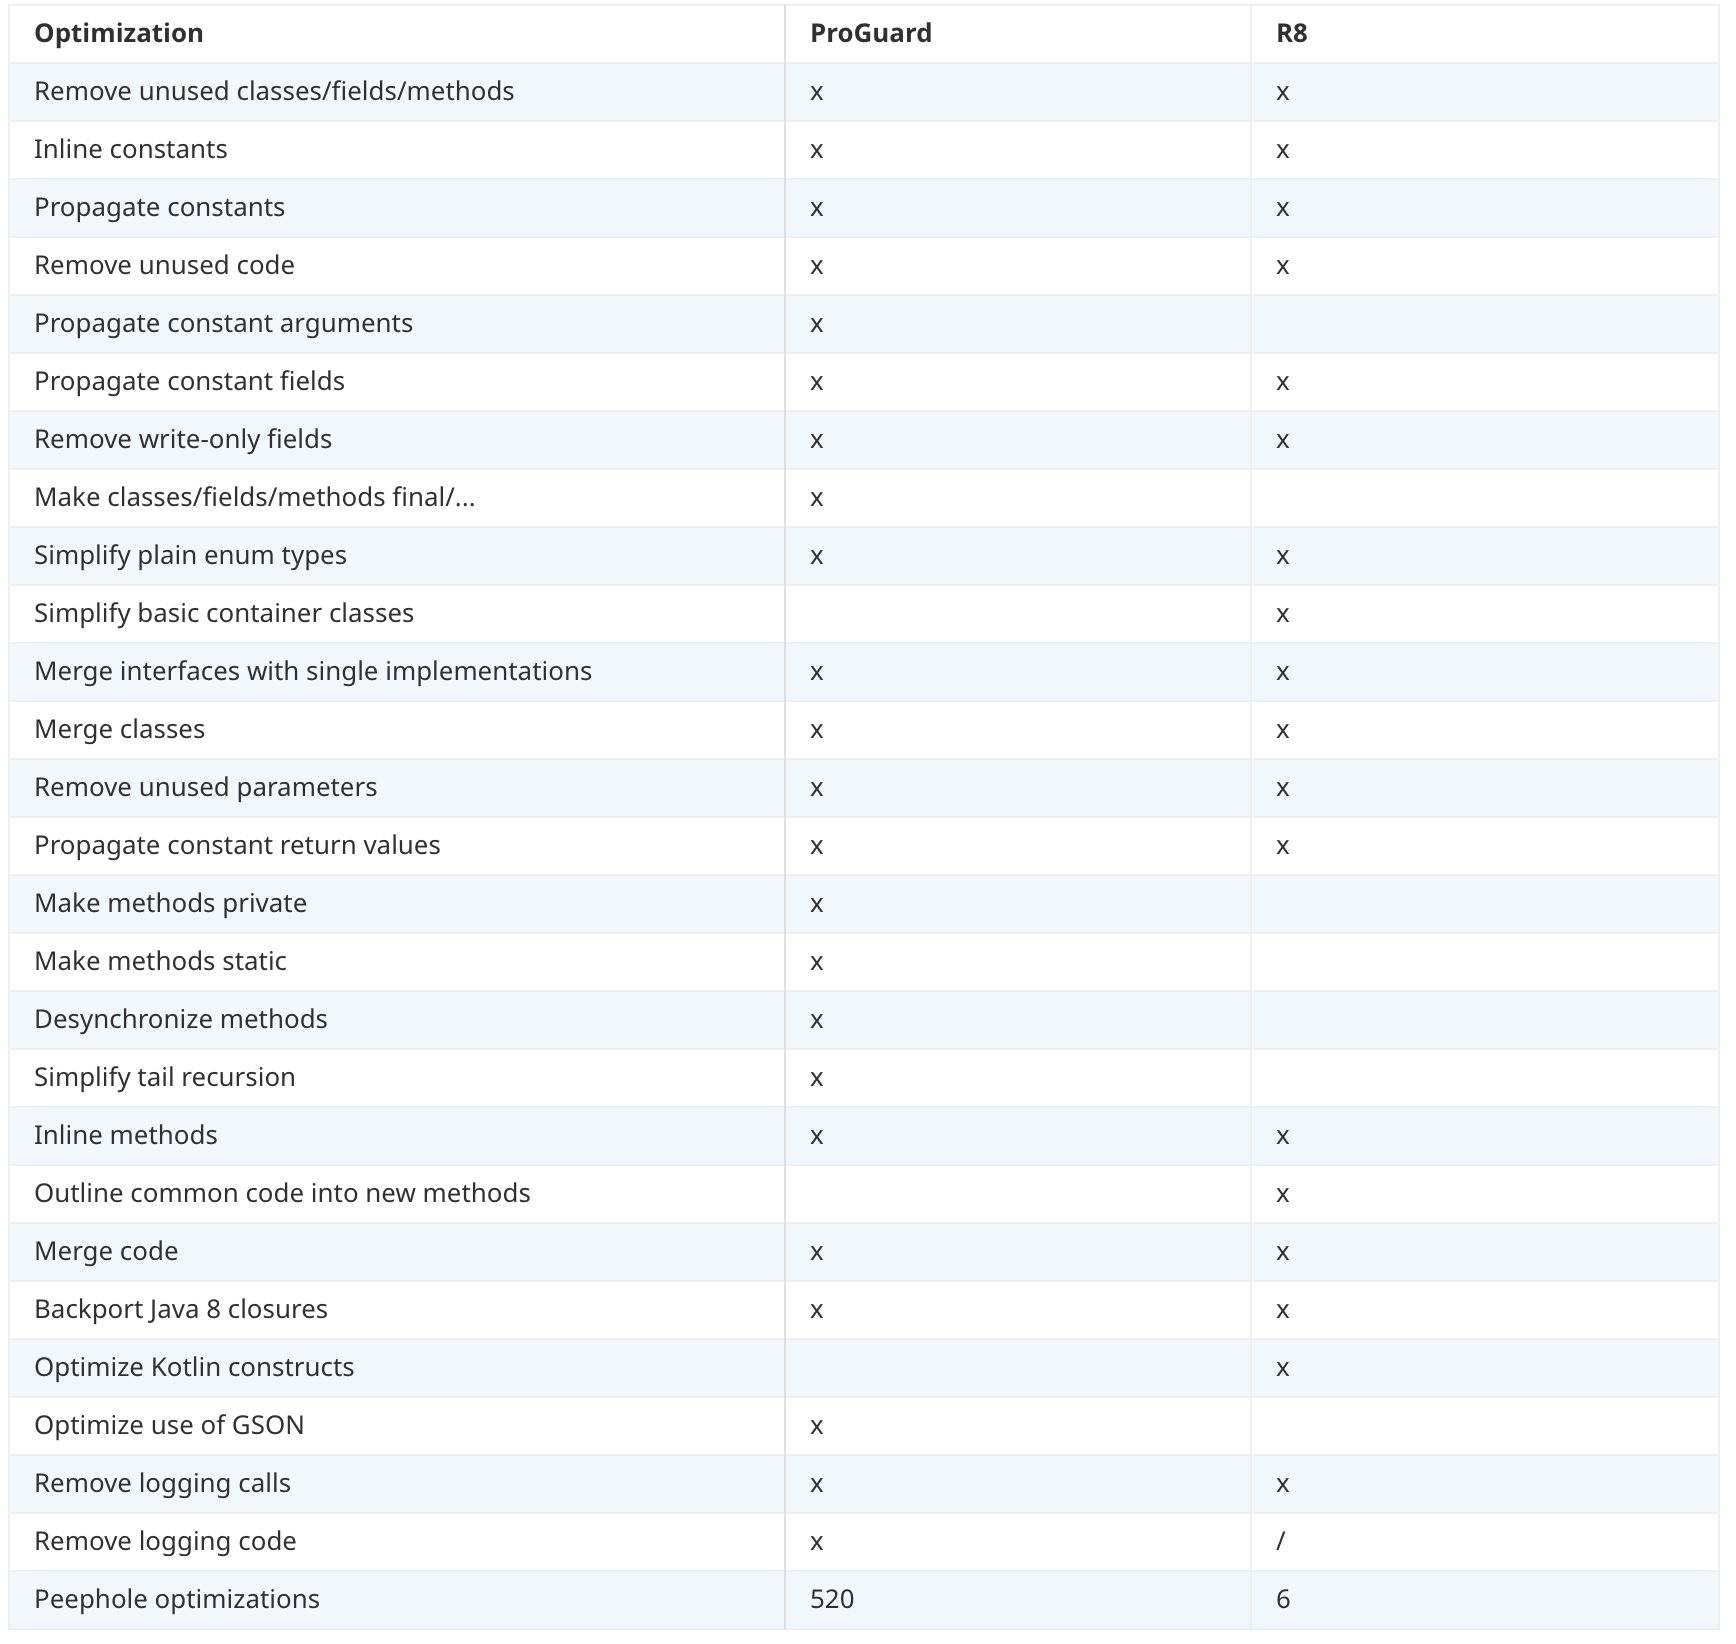 Optimization ProGuard R8
Remove unused classes/fields/methods x x
Inline constants x x
Propagate constants x x
Remove unused code x x
Propagate constant arguments x
Propagate constant fields x x
Remove write-only fields x x
Make classes/fields/methods final/... x
Simplify plain enum types x x
Simplify basic container classes x
Merge interfaces with single implementations x x
Merge classes x x
Remove unused parameters x x
Propagate constant return values x x
Make methods private x
Make methods static x
Desynchronize methods x
Simplify tail recursion x
Inline methods x x
Outline common code into new methods x
Merge code x x
Backport Java 8 closures x x
Optimize Kotlin constructs x
Optimize use of GSON x
Remove logging calls x x
Remove logging code x /
Peephole optimizations 520 6